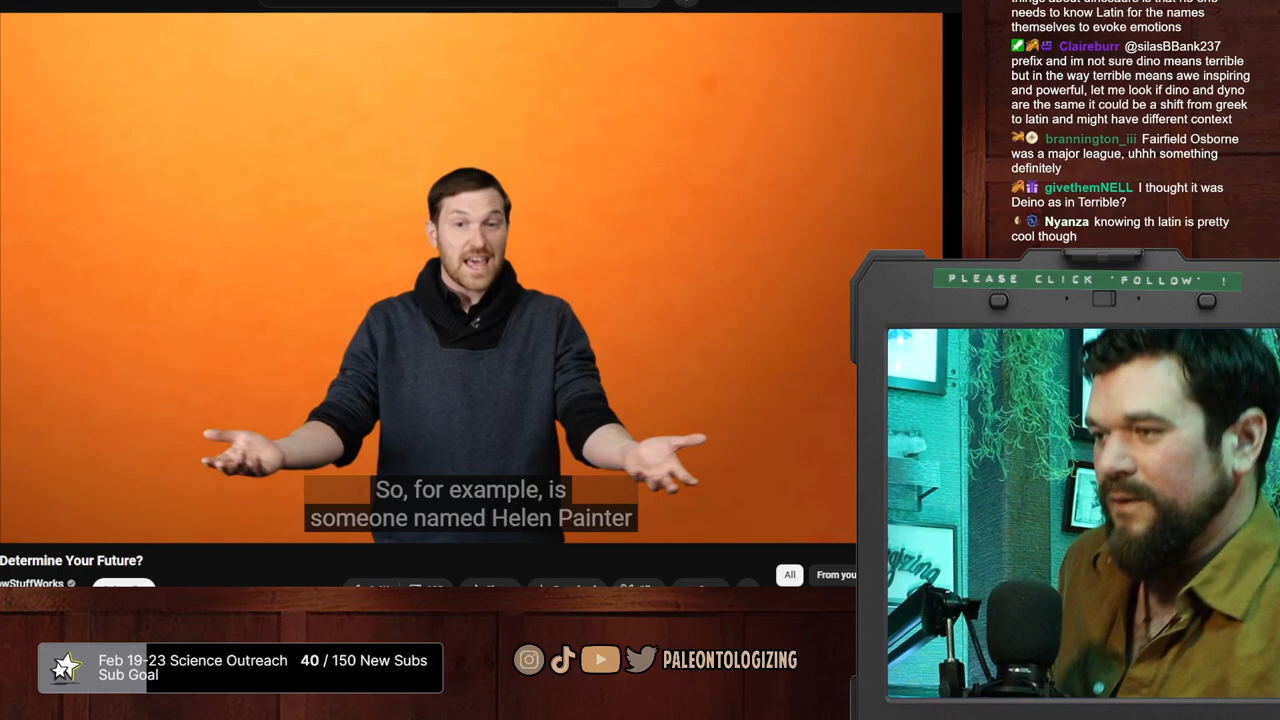 things about dinosaurs is that no one
needs to know Latin for the names
themselves to evoke emotions
Claireburr @silasBBank237
prefix and im not sure dino means terrible
but in the way terrible means awe inspiring
and powerful, let me look if dino and dyno
are the same it could be a shift from greek
to latin and might have different context
brannington_iii Fairfield Osborne
was a major league, uhhh something
definitely
givethemNELL I thought it was
Deino as in Terrible?
Nyanza knowing th latin is pretty
cool though
PLEASE CLICK 'FOLLOW' !
So, for example, is
someone named Helen Painter
Determine Your Future?
wStuffWorks
All
From you
Feb 19-23 Science Outreach 40 / 150 New Subs
Sub Goal
PALEONTOLOGIZING